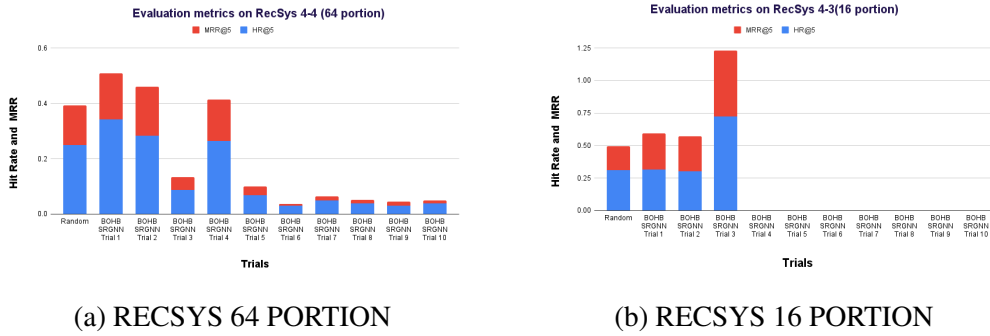 Evaluation metrics on RecSys 4-4 (64 portion)
MRR@5 HR@5
Hit Rate and MRR
0.6
0.4
0.2
0.0
Random
BOHB SRGNN Trial 1
BOHB SRGNN Trial 2
BOHB SRGNN Trial 3
BOHB SRGNN Trial 4
BOHB SRGNN Trial 5
BOHB SRGNN Trial 6
BOHB SRGNN Trial 7
BOHB SRGNN Trial 8
BOHB SRGNN Trial 9
BOHB SRGNN Trial 10
Trials
(a) RECSYS 64 PORTION
Evaluation metrics on RecSys 4-3(16 portion)
MRR@5 HR@5
Hit Rate and MRR
1.25
1.00
0.75
0.50
0.25
0.00
Random
BOHB SRGNN Trial 1
BOHB SRGNN Trial 2
BOHB SRGNN Trial 3
BOHB SRGNN Trial 4
BOHB SRGNN Trial 5
BOHB SRGNN Trial 6
BOHB SRGNN Trial 7
BOHB SRGNN Trial 8
BOHB SRGNN Trial 9
BOHB SRGNN Trial 10
Trials
(b) RECSYS 16 PORTION